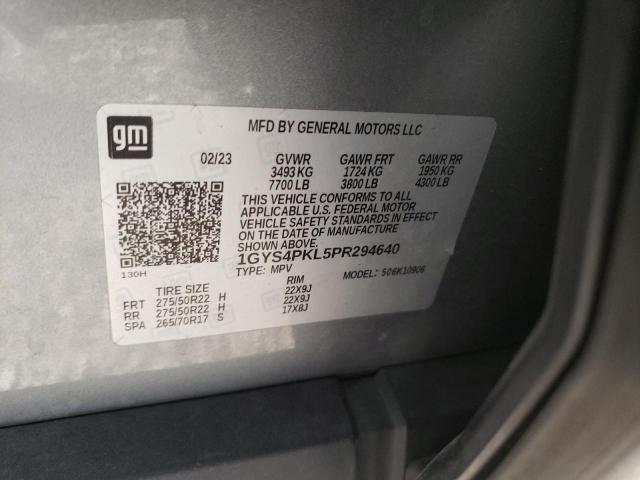 gm
MFD BY GENERAL MOTORS LLC
02/23 GVWR GAWR FRT GAWR RR
3493 KG 1724 KG 1950 KG
7700 LB 3800 LB 4300 LB
THIS VEHICLE CONFORMS TO ALL
APPLICABLE U.S. FEDERAL MOTOR
VEHICLE SAFETY STANDARDS IN EFFECT
ON THE DATE OF MANUFACTURE
SHOWN ABOVE.
1GYS4PKL5PR294640
130H TYPE: MPV MODEL: 506K10906
TIRE SIZE RIM
FRT 275/50R22 H 22X9J
RR 275/50R22 H 22X9J
SPA 265/70R17 S 17X8J